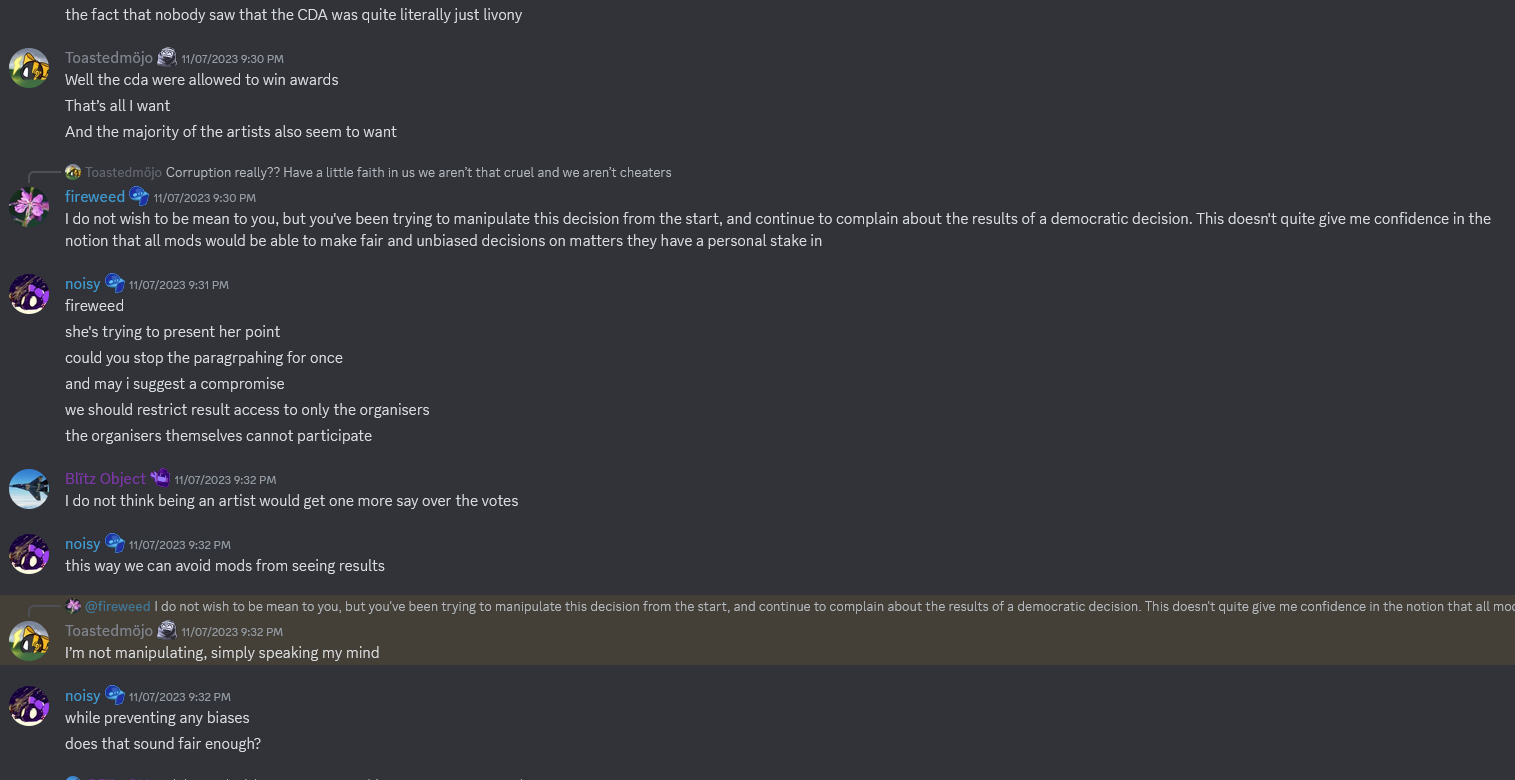 the fact that nobody saw that the CDA was quite literally just livony
Toastedmöjo 11/07/2023 9:30 PM
Well the cda were allowed to win awards
That's all I want
And the majority of the artists also seem to want
Toastedmöjo Corruption really?? Have a little faith in us we aren't that cruel and we aren't cheaters
fireweed 11/07/2023 9:30 PM
I do not wish to be mean to you, but you've been trying to manipulate this decision from the start, and continue to complain about the results of a democratic decision. This doesn't quite give me confidence in the
notion that all mods would be able to make fair and unbiased decisions on matters they have a personal stake in
noisy 11/07/2023 9:31 PM
fireweed
she's trying to present her point
could you stop the paragrpahing for once
and may i suggest a compromise
we should restrict result access to only the organisers
the organisers themselves cannot participate
Blītz Object 11/07/2023 9:32 PM
I do not think being an artist would get one more say over the votes
noisy 11/07/2023 9:32 PM
this way we can avoid mods from seeing results
@fireweed I do not wish to be mean to you, but you've been trying to manipulate this decision from the start, and continue to complain about the results of a democratic decision. This doesn't quite give me confidence in the notion that all
Toastedmöjo 11/07/2023 9:32 PM
I'm not manipulating, simply speaking my mind
noisy 11/07/2023 9:32 PM
while preventing any biases
does that sound fair enough?